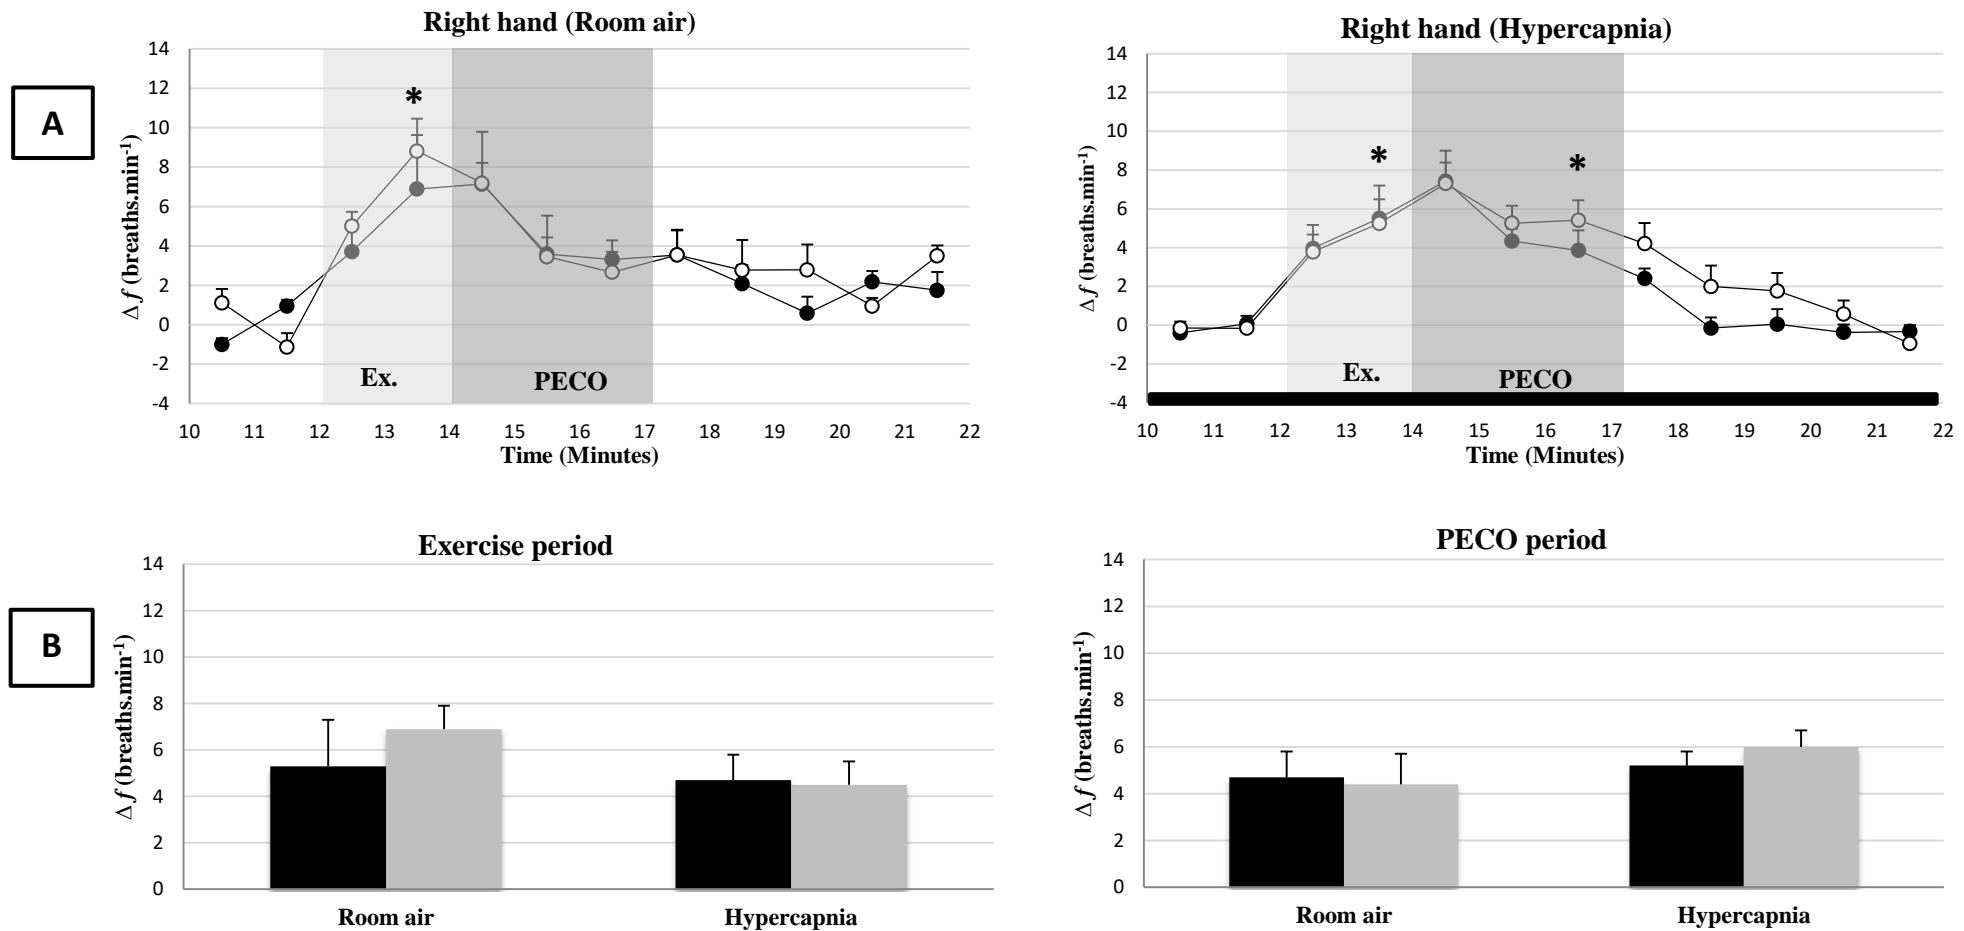 Right hand (Room air)
A
14
12
10
8
6
4
2
0
-2
-4
Δ f (breaths.min-1)
*
Ex.
PECO
10 11 12 13 14 15 16 17 18 19 20 21 22
Time (Minutes)
Right hand (Hypercapnia)
14
12
10
8
6
4
2
0
-2
-4
Δ f (breaths.min-1)
* *
Ex.
PECO
10 11 12 13 14 15 16 17 18 19 20 21 22
Time (Minutes)
B
Exercise period
14
12
10
8
6
4
2
0
Δ f (breaths.min-1)
Room air
Hypercapnia
PECO period
14
12
10
8
6
4
2
0
Δ f (breaths.min-1)
Room air
Hypercapnia